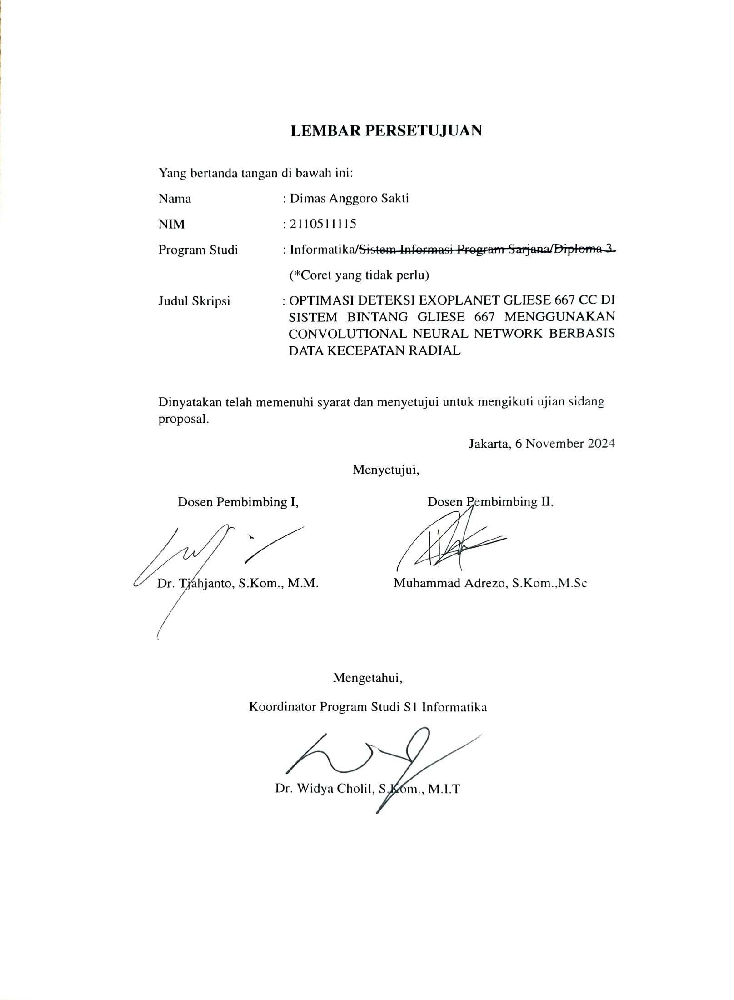 LEMBAR PERSETUJUAN
Yang bertanda tangan di bawah ini:
Nama : Dimas Anggoro Sakti
NIM : 2110511115
Program Studi : Informatika/Sistem Informasi Program Sarjana/Diploma 3
(*Coret yang tidak perlu)
Judul Skripsi : OPTIMASI DETEKSI EXOPLANET GLIESE 667 CC DI
SISTEM BINTANG GLIESE 667 MENGGUNAKAN
CONVOLUTIONAL NEURAL NETWORK BERBASIS
DATA KECEPATAN RADIAL
Dinyatakan telah memenuhi syarat dan menyetujui untuk mengikuti ujian sidang
proposal.
Jakarta, 6 November 2024
Menyetujui,
Dosen Pembimbing I, Dosen Pembimbing II,
Dr. Tjahjanto, S.Kom., M.M. Muhammad Adrezo, S.Kom.,M.Sc
Mengetahui,
Koordinator Program Studi S1 Informatika
Dr. Widya Cholil, S.Kom., M.I.T